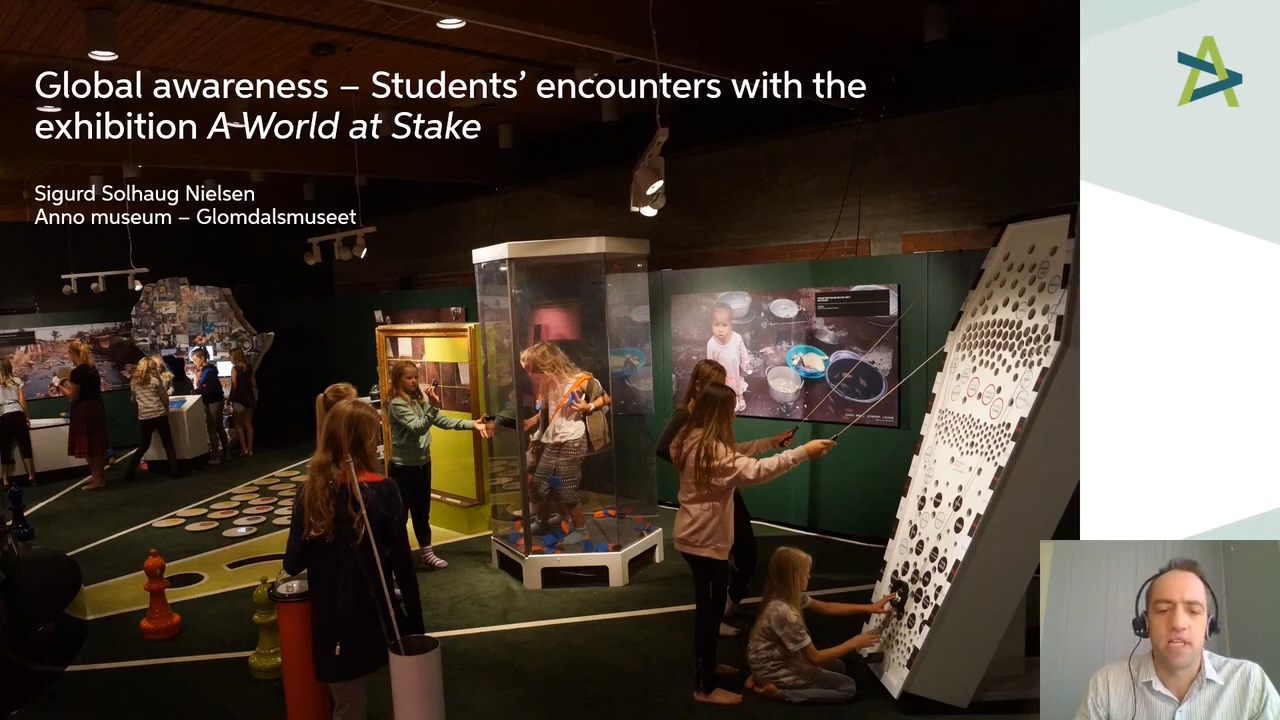 Global awareness – Students’ encounters with the
exhibition A World at Stake
Sigurd Solhaug Nielsen
Anno museum – Glomdalsmuseet